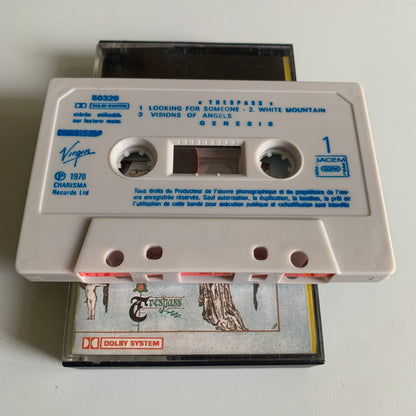 50320
« TRESPASS »
DOLBY SYSTEM
1 LOOKING FOR SOMEONE - 2. WHITE MOUNTAIN
stéréo utilisable
3 VISIONS OF ANGELS
sur lecteur mono
GENESIS
CHARISMA
Virgin
1
SACEM
SDRM
℗ 1970
CHARISMA
Records Ltd
Tous droits du Producteur de l'œuvre phonographique et du propriétaire de l'œu-
vre enregistrée réservés. Sauf autorisation, la duplication, la location, le prêt ou
l'utilisation de cette bande pour exécution publique et radiodiffusion sont interdits
Trespass
DOLBY SYSTEM